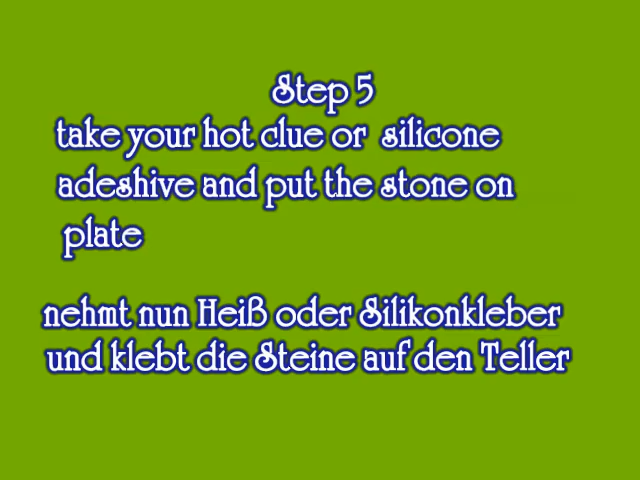 Step 5
take your hot clue or silicone
adeshive and put the stone on
plate
nehmt nun Heiß oder Silikonkleber
und klebt die Steine auf den Teller